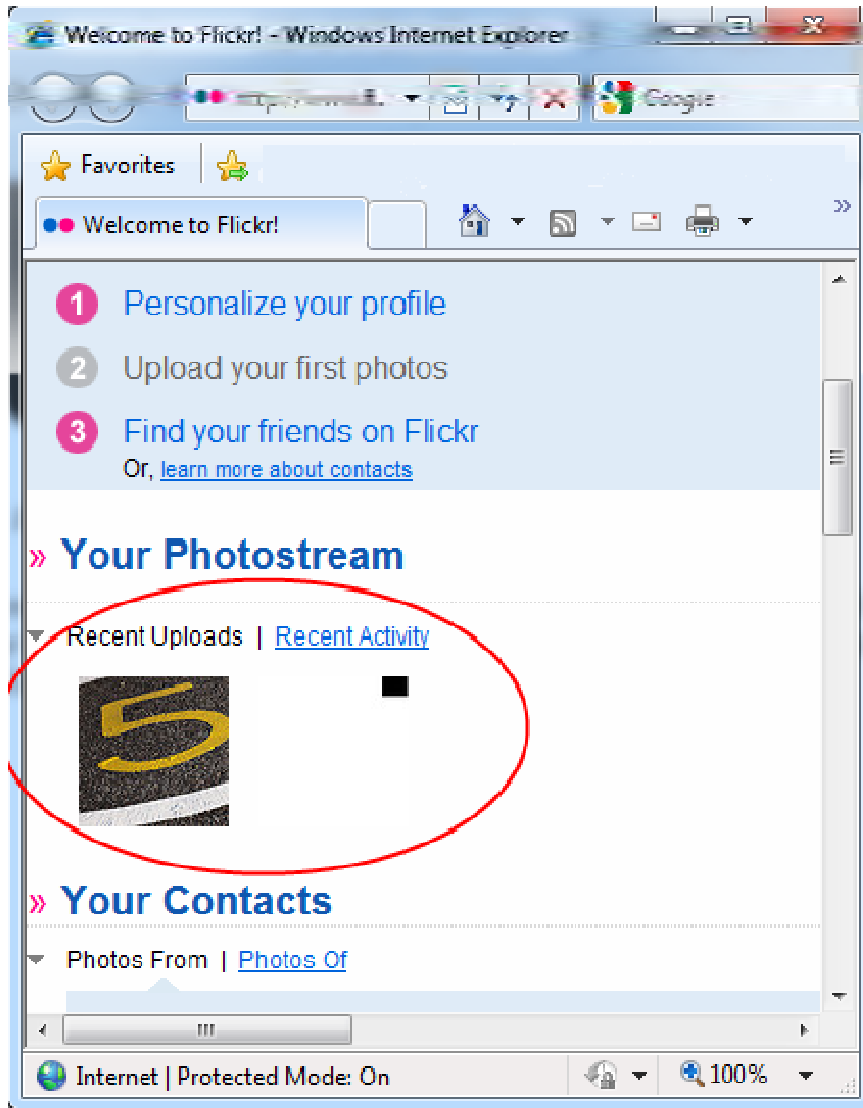 Welcome to Flickr! - Windows Internet Explorer
Google
Favorites
Welcome to Flickr!
1 Personalize your profile
2 Upload your first photos
3 Find your friends on Flickr
Or, learn more about contacts
» Your Photostream
Recent Uploads | Recent Activity
5
» Your Contacts
Photos From | Photos Of
Internet | Protected Mode: On
100%